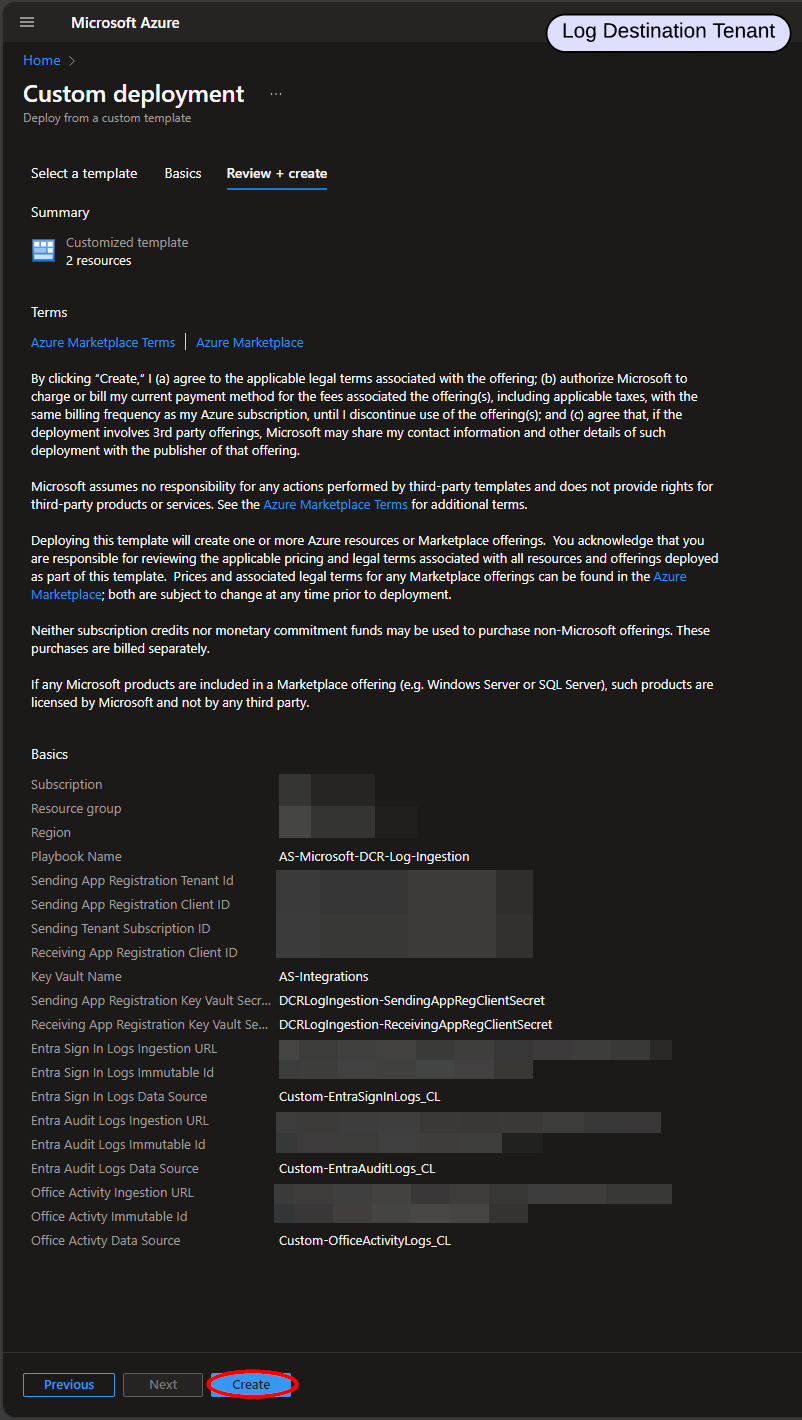 Microsoft Azure
Log Destination Tenant
Home
Custom deployment
...
Deploy from a custom template
Select a template
Basics
Review + create
Summary
Customized template
2 resources
Terms
Azure Marketplace Terms
Azure Marketplace
By clicking “Create,” I (a) agree to the applicable legal terms associated with the offering; (b) authorize Microsoft to
charge or bill my current payment method for the fees associated the offering(s), including applicable taxes, with the
same billing frequency as my Azure subscription, until I discontinue use of the offering(s); and (c) agree that, if the
deployment involves 3rd party offerings, Microsoft may share my contact information and other details of such
deployment with the publisher of that offering.
Microsoft assumes no responsibility for any actions performed by third-party templates and does not provide rights for
third-party products or services. See the Azure Marketplace Terms for additional terms.
Deploying this template will create one or more Azure resources or Marketplace offerings.  You acknowledge that you
are responsible for reviewing the applicable pricing and legal terms associated with all resources and offerings deployed
as part of this template.  Prices and associated legal terms for any Marketplace offerings can be found in the Azure
Marketplace; both are subject to change at any time prior to deployment.
Neither subscription credits nor monetary commitment funds may be used to purchase non-Microsoft offerings. These
purchases are billed separately.
If any Microsoft products are included in a Marketplace offering (e.g. Windows Server or SQL Server), such products are
licensed by Microsoft and not by any third party.
Basics
Subscription
Resource group
Region
Playbook Name AS-Microsoft-DCR-Log-Ingestion
Sending App Registration Tenant Id
Sending App Registration Client ID
Sending Tenant Subscription ID
Receiving App Registration Client ID
Key Vault Name AS-Integrations
Sending App Registration Key Vault Secr... DCRLogIngestion-SendingAppRegClientSecret
Receiving App Registration Key Vault Se... DCRLogIngestion-ReceivingAppRegClientSecret
Entra Sign In Logs Ingestion URL
Entra Sign In Logs Immutable Id
Entra Sign In Logs Data Source Custom-EntraSignInLogs_CL
Entra Audit Logs Ingestion URL
Entra Audit Logs Immutable Id
Entra Audit Logs Data Source Custom-EntraAuditLogs_CL
Office Activity Ingestion URL
Office Activty Immutable Id
Office Activty Data Source Custom-OfficeActivityLogs_CL
Previous
Next
Create